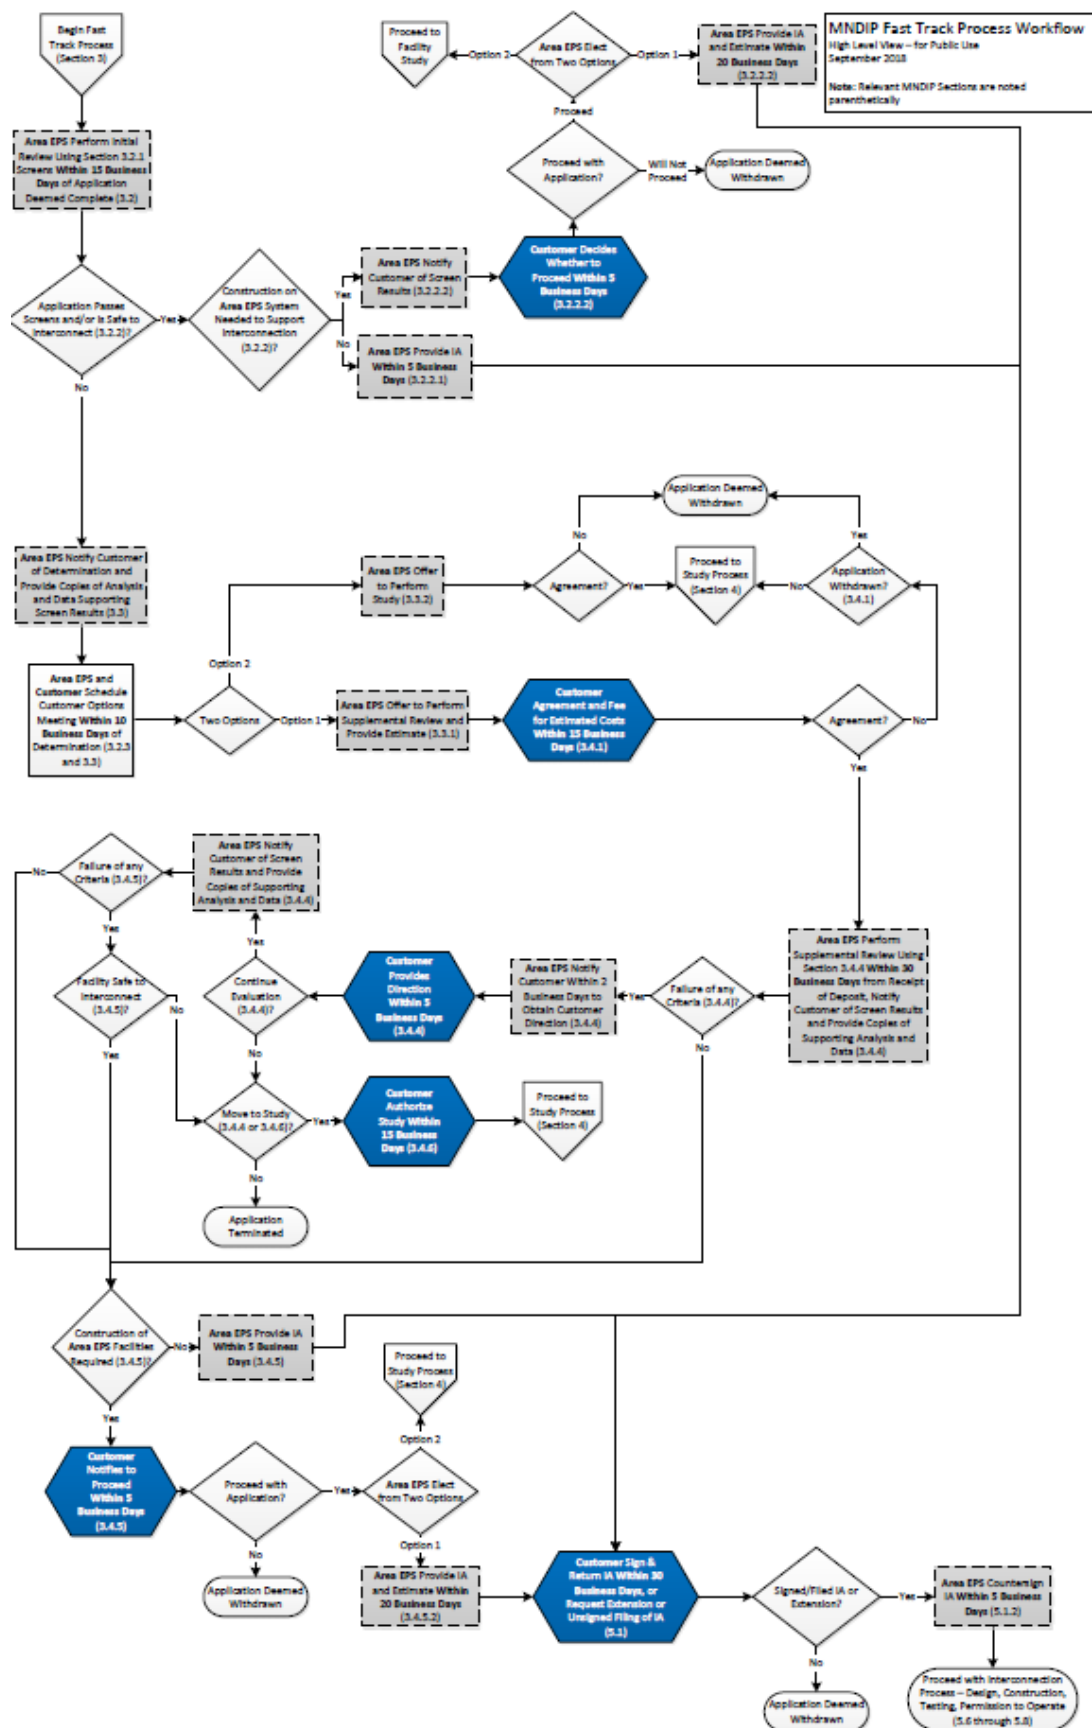 MNDIP Fast Track Process Workflow
High Level View – for Public Use
September 2018
Note: Relevant MNDIP Sections are noted
parenthetically
Begin Fast
Track Process
(Section 3)
Proceed to
Facility
Study
Option 2
Area EPS Elect
from Two Options
Option 1
Area EPS Provide IA
and Estimate Within
20 Business Days
(3.2.2.2)
Proceed
Area EPS Perform Initial
Review Using Section 3.2.1
Screens Within 15 Business
Days of Application
Deemed Complete (3.2)
Proceed with
Application?
Will Not
Proceed
Application Deemed
Withdrawn
Application Passes
Screens and/or Is Safe to
Interconnect (3.2.2)?
Yes
Construction on
Area EPS System
Needed to Support
Interconnection
(3.2.2)?
Yes
Area EPS Notify
Customer of Screen
Results (3.2.2.2)
Customer Decides
Whether to
Proceed Within 5
Business Days
(3.2.2.2)
No
Area EPS Provide IA
Within 5 Business
Days (3.2.2.1)
No
Application Deemed
Withdrawn
No
Yes
Area EPS Notify Customer
of Determination and
Provide Copies of Analysis
and Data Supporting
Screen Results (3.3)
Area EPS Offer
to Perform
Study (3.3.2)
Agreement?
Yes
Proceed to
Study Process
(Section 4)
No
Application
Withdrawn?
(3.4.1)
Option 2
Area EPS and
Customer Schedule
Customer Options
Meeting Within 10
Business Days of
Determination (3.2.3
and 3.3)
Two Options
Option 1
Area EPS Offer to Perform
Supplemental Review and
Provide Estimate (3.3.1)
Customer
Agreement and Fee
for Estimated Costs
Within 15 Business
Days (3.4.1)
Agreement?
No
Yes
No
Failure of any
Criteria (3.4.5)?
Area EPS Notify
Customer of Screen
Results and Provide
Copies of Supporting
Analysis and Data (3.4.4)
Yes
Yes
Facility Safe to
Interconnect
(3.4.5)?
No
Continue
Evaluation
(3.4.4)?
Customer
Provides
Direction Within 5
Business Days
(3.4.4)
Area EPS Notify
Customer Within 2
Business Days to
Obtain Customer
Direction (3.4.4)
Yes
Failure of any
Criteria (3.4.4)?
Area EPS Perform
Supplemental Review Using
Section 3.4.4 Within 30
Business Days from Receipt
of Deposit, Notify
Customer of Screen Results
and Provide Copies of
Supporting Analysis and
Data (3.4.4)
Yes
No
No
Move to Study
(3.4.4 or 3.4.6)?
Yes
Customer
Authorize
Study Within
15 Business
Days (3.4.6)
Proceed to
Study Process
(Section 4)
No
Application
Terminated
Construction of
Area EPS Facilities
Required (3.4.5)?
No
Area EPS Provide IA
Within 5 Business
Days (3.4.5)
Proceed to
Study Process
(Section 4)
Yes
Option 2
Customer
Notifies to
Proceed
Within 5
Business Days
(3.4.5)
Proceed with
Application?
Yes
Area EPS Elect
from Two Options
No
Option 1
Application Deemed
Withdrawn
Area EPS Provide IA
and Estimate Within
20 Business Days
(3.4.5.2)
Customer Sign &
Return IA Within 30
Business Days, or
Request Extension or
Unsigned Filing of IA
(5.1)
Signed/Filed IA or
Extension?
Yes
Area EPS Countersign
IA Within 5 Business
Days (5.1.2)
No
Application Deemed
Withdrawn
Proceed with Interconnection
Process – Design, Construction,
Testing, Permission to Operate
(5.6 through 5.8)